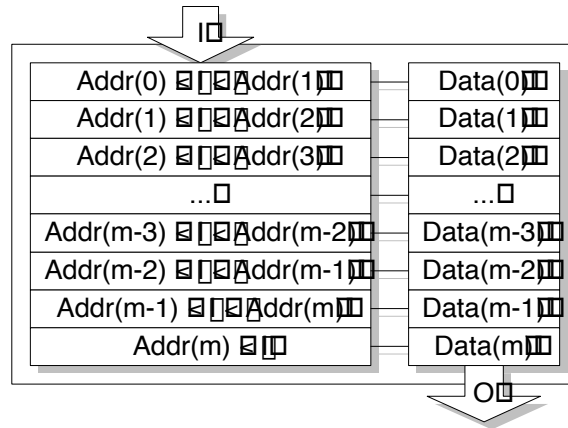 I
Addr(0) ≤ I < Addr(1) Data(0)
Addr(1) ≤ I < Addr(2) Data(1)
Addr(2) ≤ I < Addr(3) Data(2)
... ...
Addr(m-3) ≤ I < Addr(m-2) Data(m-3)
Addr(m-2) ≤ I < Addr(m-1) Data(m-2)
Addr(m-1) ≤ I < Addr(m) Data(m-1)
Addr(m) ≤ I Data(m)
O